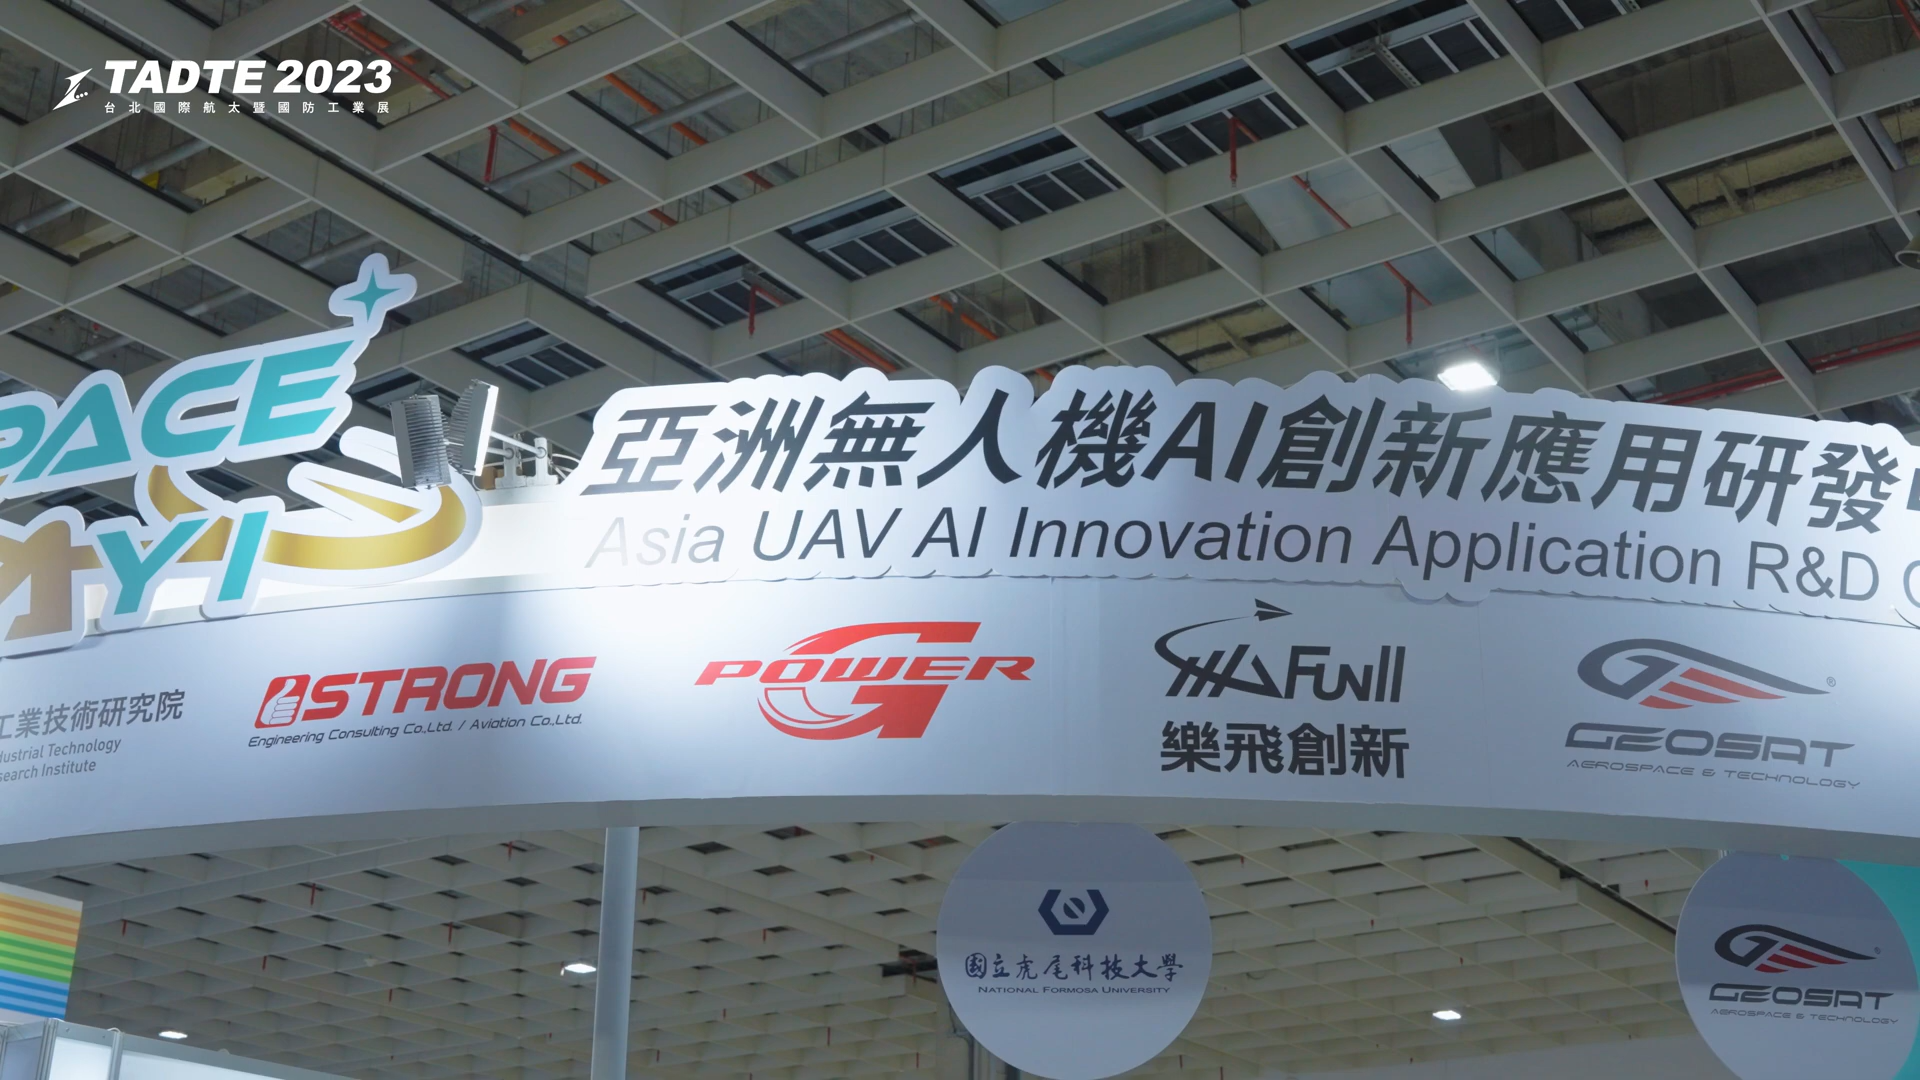 TADTE 2023
台北國際航太暨國防工業展
PACE
AYI
亞洲無人機AI創新應用研發
Asia UAV AI Innovation Application R&D
工業技術研究院
dustrial Technology
search Institute
STRONG
Engineering Consulting Co.,Ltd. / Aviation Co.,Ltd.
G POWER
Funll
樂飛創新
GEOSAT
AEROSPACE & TECHNOLOGY
國立虎尾科技大學
NATIONAL FORMOSA UNIVERSITY
GEOSAT
AEROSPACE & TECHNOLOGY